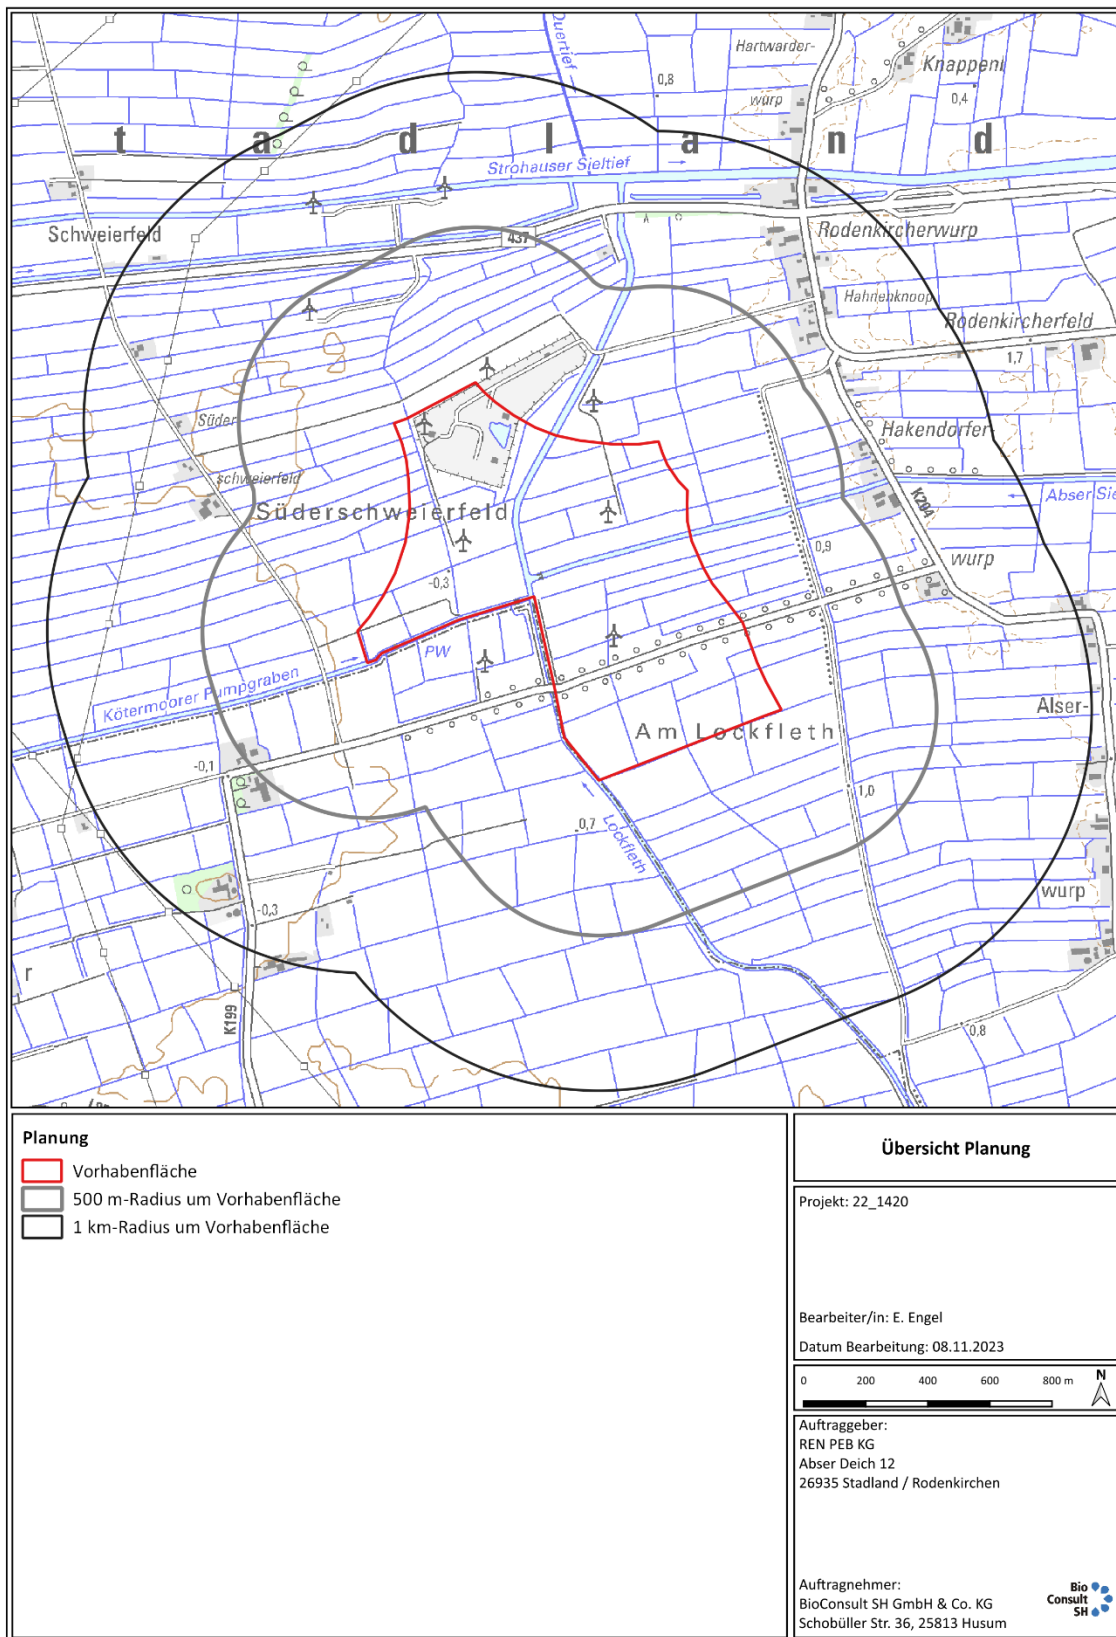 Quertief
Hartwarder-
wurp
Knappen
0,8
0,4
t a d l a n d
Strohauser Sieltief
Schweierfeld
437
Rodenkircherwurp
Hahnenknoop
Rodenkircherfeld
1,7
Süder
schweierfeld
Hakendorfer
Süderschweierfeld
K204
Abser Sie
wurp
0,9
-0,3
PW
Kötermoorer Pumpgraben
Am Lockfleth
Alser-
-0,1
1,0
0,7
Lockfleth
wurp
-0,3
r
K199
0,8
Planung
Vorhabenfläche
500 m-Radius um Vorhabenfläche
1 km-Radius um Vorhabenfläche
Übersicht Planung
Projekt: 22_1420
Bearbeiter/in: E. Engel
Datum Bearbeitung: 08.11.2023
0 200 400 600 800 m
N
Auftraggeber:
REN PEB KG
Abser Deich 12
26935 Stadland / Rodenkirchen
Auftragnehmer:
BioConsult SH GmbH & Co. KG
Schobüller Str. 36, 25813 Husum
Bio
Consult
SH